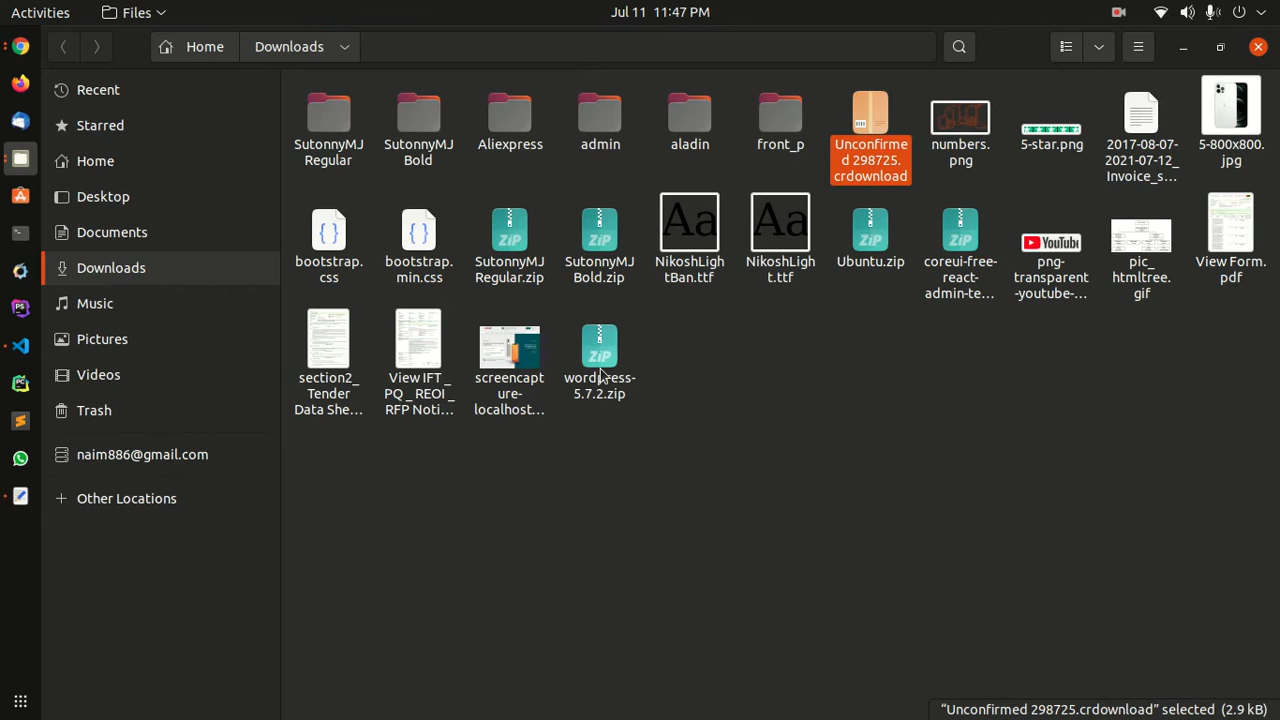 Activities
Files
Jul 11 11:47 PM
Home
Downloads
Recent
Starred
Home
Desktop
Documents
Downloads
Music
Pictures
Videos
Trash
naim886@gmail.com
Other Locations
SutonnyMJ
Regular
SutonnyMJ
Bold
Aliexpress
admin
aladin
front_p
Unconfirme
d 298725.
crdownload
numbers.
png
5-star.png
2017-08-07-
2021-07-12_
Invoice_s...
5-800x800.
jpg
bootstrap.
css
bootstrap.
min.css
SutonnyMJ
Regular.zip
SutonnyMJ
Bold.zip
NikoshLigh
tBan.ttf
NikoshLigh
t.ttf
Ubuntu.zip
coreui-free-
react-
admin-te...
png-
transparent
-youtube-...
pic_
htmltree.
gif
View Form.
pdf
section2_
Tender
Data She...
View IFT _
PQ _ REOI _
RFP Noti...
screencapt
ure-
localhost...
wordpress-
5.7.2.zip
"Unconfirmed 298725.crdownload" selected (2.9 kB)